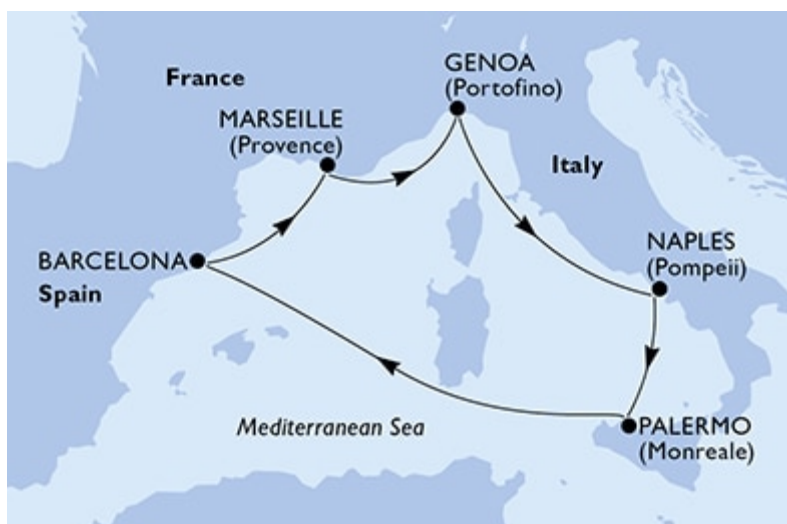 GENOA
(Portofino)
France
MARSEILLE
(Provence)
Italy
NAPLES
(Pompeii)
BARCELONA
Spain
PALERMO
(Monreale)
Mediterranean Sea